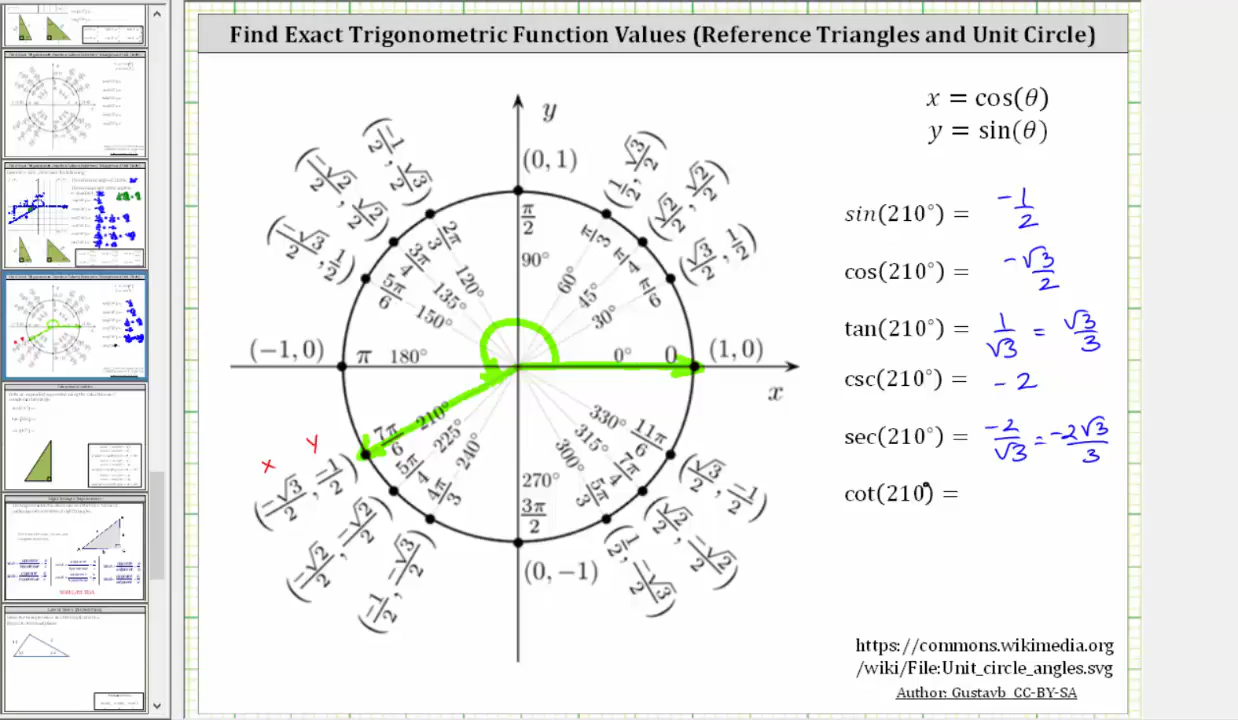 Find Exact Trigonometric Function Values (Reference Triangles and Unit Circle)
x = cos(θ)
y = sin(θ)
y
(0, 1)
(-1/2, √3/2)
(-√2/2, √2/2)
(-√3/2, 1/2)
(1/2, √3/2)
(√2/2, √2/2)
(√3/2, 1/2)
π/2
90°
2π/3
120°
3π/4
135°
5π/6
150°
π/3
60°
π/4
45°
π/6
30°
(-1, 0)
π 180°
0° 0
(1, 0)
x
7π/6 210°
5π/4 225°
4π/3 240°
270°
3π/2
300° 5π/3
315° 7π/4
330° 11π/6
x y
(-√3/2, -1/2)
(-√2/2, -√2/2)
(-1/2, -√3/2)
(0, -1)
(1/2, -√3/2)
(√2/2, -√2/2)
(√3/2, -1/2)
sin(210°) = -1/2
cos(210°) = -√3/2
tan(210°) = 1/√3 = √3/3
csc(210°) = -2
sec(210°) = -2/√3 = -2√3/3
cot(210°) =
https://commons.wikimedia.org
/wiki/File:Unit_circle_angles.svg
Author: Gustavb CC-BY-SA